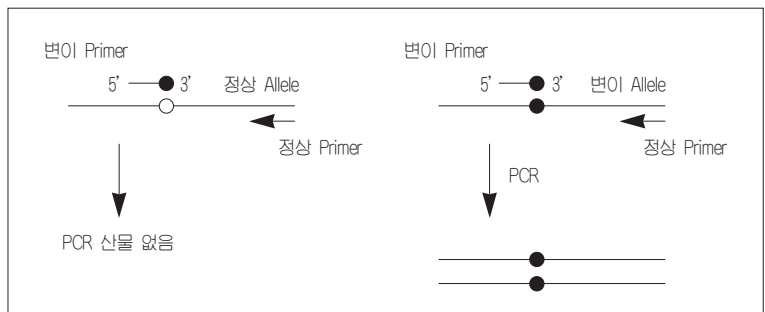 변이 Primer
5' 3' 정상 Allele
정상 Primer
PCR 산물 없음
변이 Primer
5' 3' 변이 Allele
정상 Primer
PCR